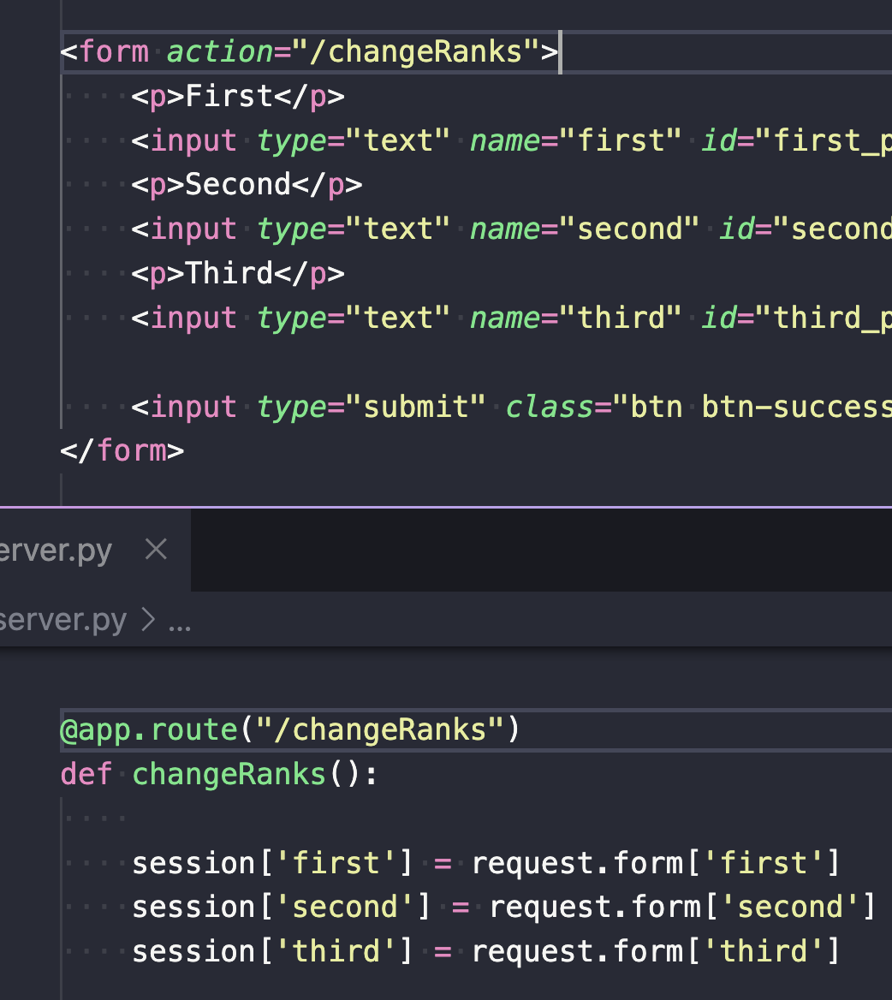 <form action="/changeRanks">
<p>First</p>
<input type="text" name="first" id="first_p
<p>Second</p>
<input type="text" name="second" id="second
<p>Third</p>
<input type="text" name="third" id="third_p
<input type="submit" class="btn btn-success
</form>
erver.py
server.py > ...
@app.route("/changeRanks")
def changeRanks():
session['first'] = request.form['first']
session['second'] = request.form['second']
session['third'] = request.form['third']